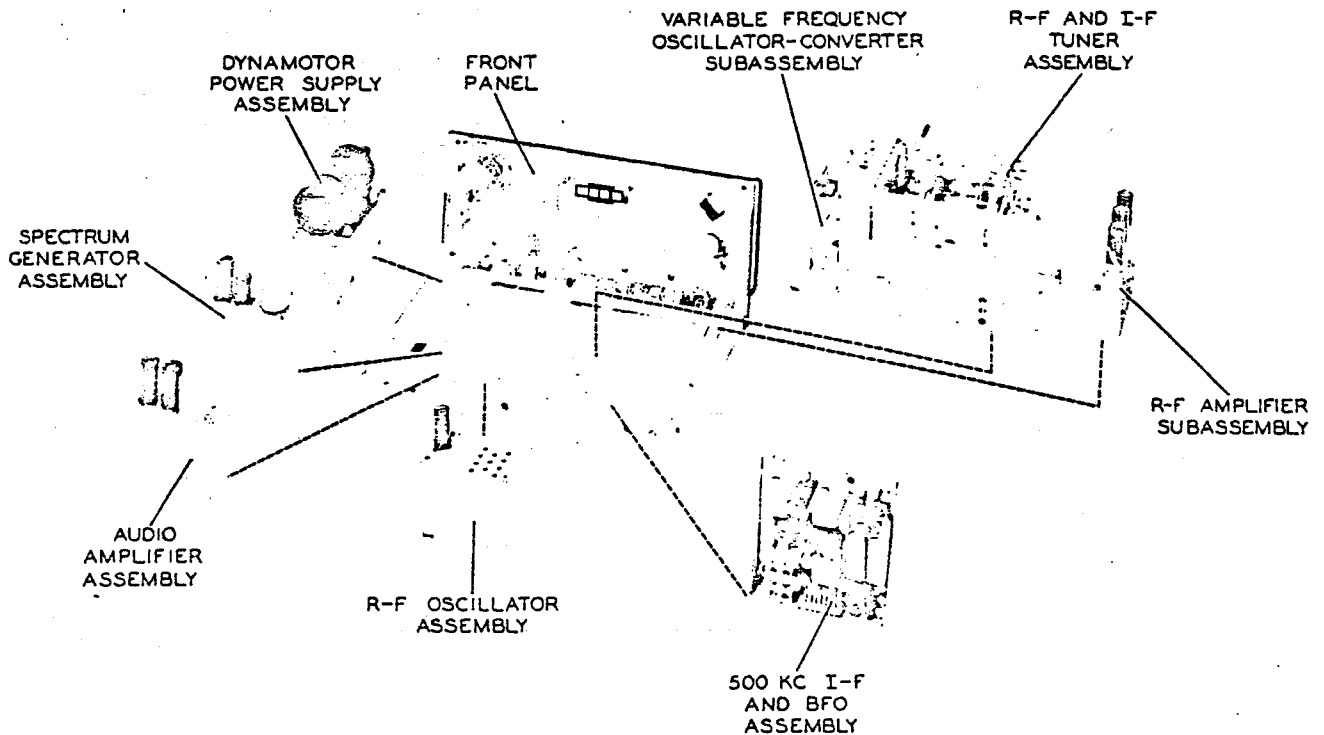 VARIABLE FREQUENCY
OSCILLATOR-CONVERTER
SUBASSEMBLY
R-F AND I-F
TUNER
ASSEMBLY
DYNAMOTOR
POWER SUPPLY
ASSEMBLY
FRONT
PANEL
SPECTRUM
GENERATOR
ASSEMBLY
R-F AMPLIFIER
SUBASSEMBLY
AUDIO
AMPLIFIER
ASSEMBLY
R-F OSCILLATOR
ASSEMBLY
500 KC I-F
AND BFO
ASSEMBLY